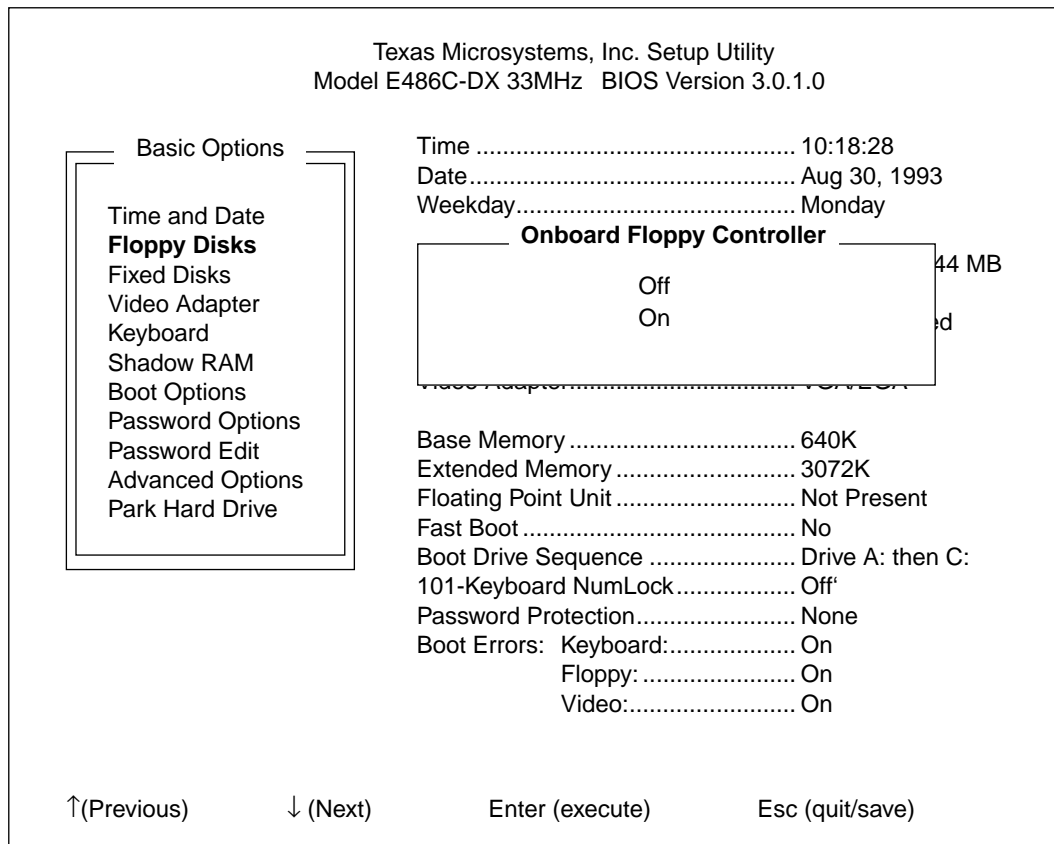 Texas Microsystems, Inc. Setup Utility
Model E486C-DX 33MHz   BIOS Version 3.0.1.0
Basic Options
Time and Date
Floppy Disks
Fixed Disks
Video Adapter
Keyboard
Shadow RAM
Boot Options
Password Options
Password Edit
Advanced Options
Park Hard Drive
Time ................................................ 10:18:28
Date................................................. Aug 30, 1993
Weekday.......................................... Monday
Onboard Floppy Controller
Off
On
44 MB
Base Memory .................................. 640K
Extended Memory ........................... 3072K
Floating Point Unit ........................... Not Present
Fast Boot ......................................... No
Boot Drive Sequence ...................... Drive A: then C:
101-Keyboard NumLock.................. Off‘
Password Protection........................ None
Boot Errors:   Keyboard:................... On
Floppy: ....................... On
Video:......................... On
↑(Previous)   ↓ (Next)   Enter (execute)   Esc (quit/save)